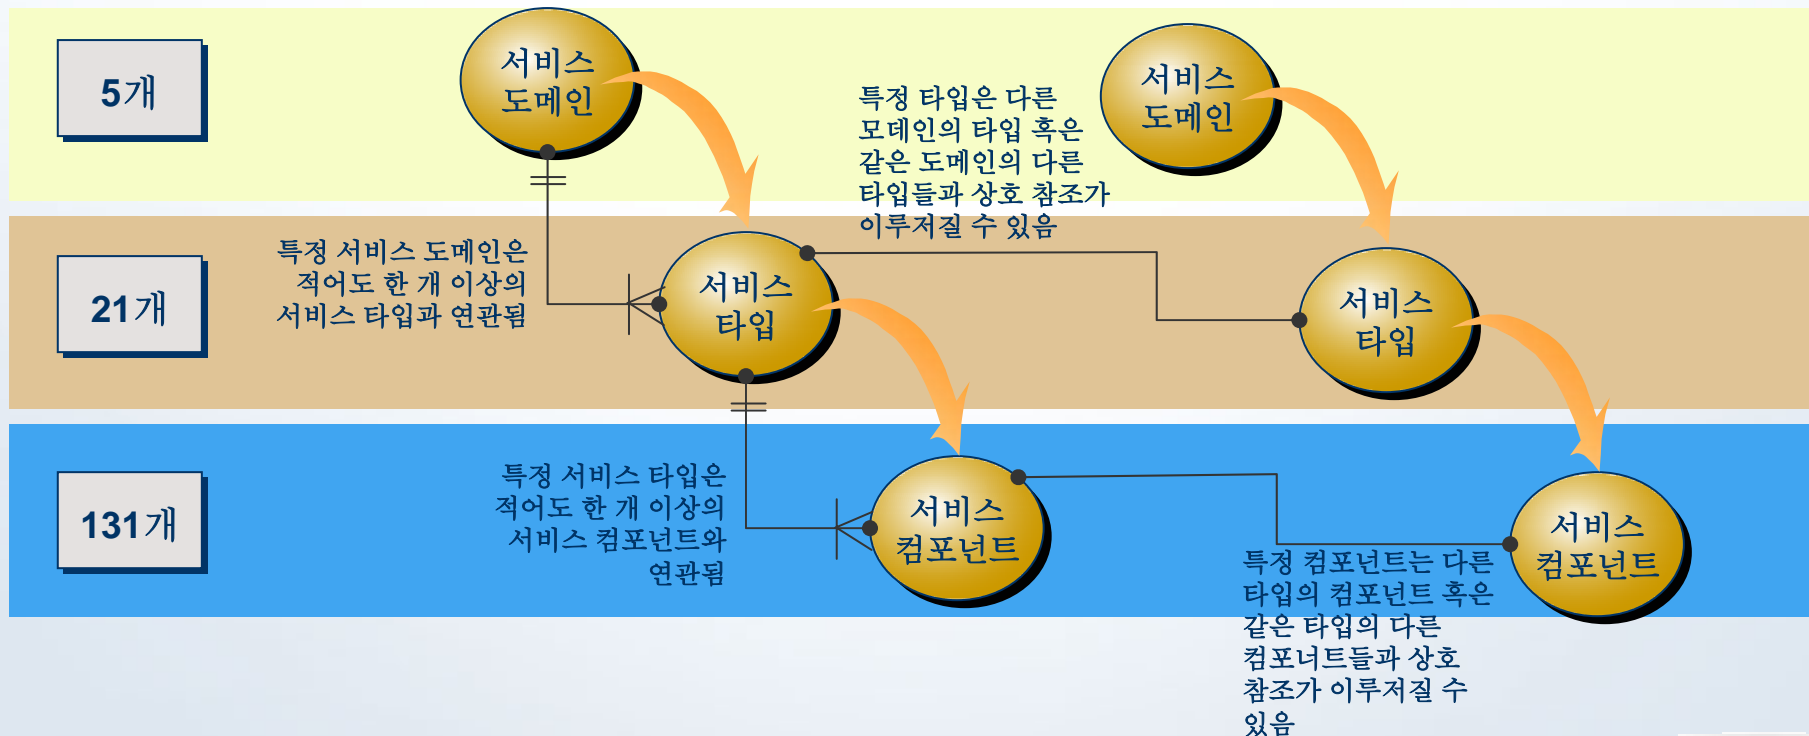 5개
서비스
도메인
특정 타입은 다른
모데인의 타입 혹은
같은 도메인의 다른
타입들과 상호 참조가
이루저질 수 있음
서비스
도메인
21개
특정 서비스 도메인은
적어도 한 개 이상의
서비스 타입과 연관됨
서비스
타입
서비스
타입
131개
특정 서비스 타입은
적어도 한 개 이상의
서비스 컴포넌트와
연관됨
서비스
컴포넌트
서비스
컴포넌트
특정 컴포넌트는 다른
타입의 컴포넌트 혹은
같은 타입의 다른
컴포너트들과 상호
참조가 이루저질 수
있음